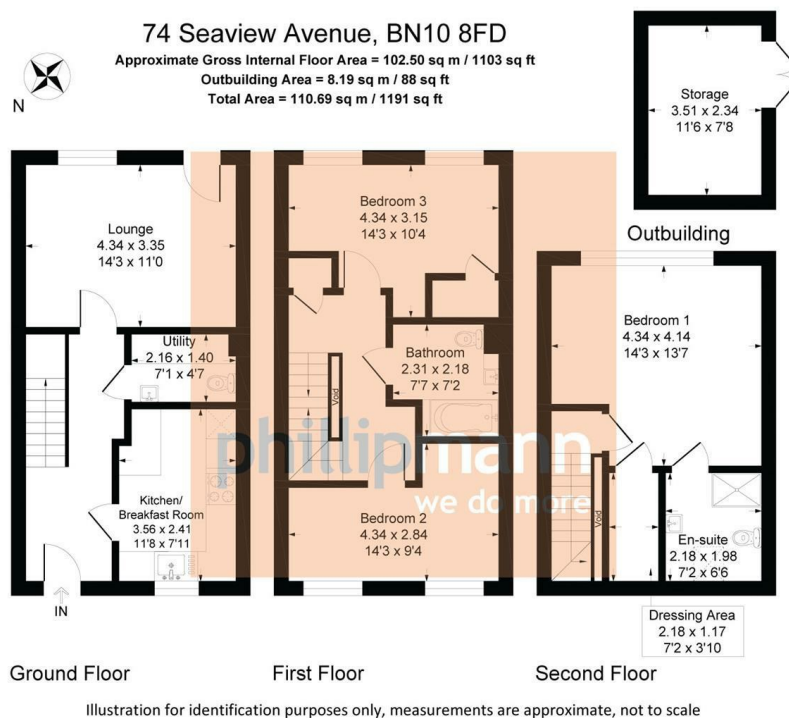 74 Seaview Avenue, BN10 8FD
Approximate Gross Internal Floor Area = 102.50 sq m / 1103 sq ft
Outbuilding Area = 8.19 sq m / 88 sq ft
Total Area = 110.69 sq m / 1191 sq ft
N
Storage
3.51 x 2.34
11'6 x 7'8
Outbuilding
Lounge
4.34 x 3.35
14'3 x 11'0
Utility
2.16 x 1.40
7'1 x 4'7
Kitchen/
Breakfast Room
3.56 x 2.41
11'8 x 7'11
IN
Ground Floor
Bedroom 3
4.34 x 3.15
14'3 x 10'4
Bathroom
2.31 x 2.18
7'7 x 7'2
Void
phillipmann
we do more
Bedroom 2
4.34 x 2.84
14'3 x 9'4
First Floor
Bedroom 1
4.34 x 4.14
14'3 x 13'7
Void
En-suite
2.18 x 1.98
7'2 x 6'6
Dressing Area
2.18 x 1.17
7'2 x 3'10
Second Floor
Illustration for identification purposes only, measurements are approximate, not to scale